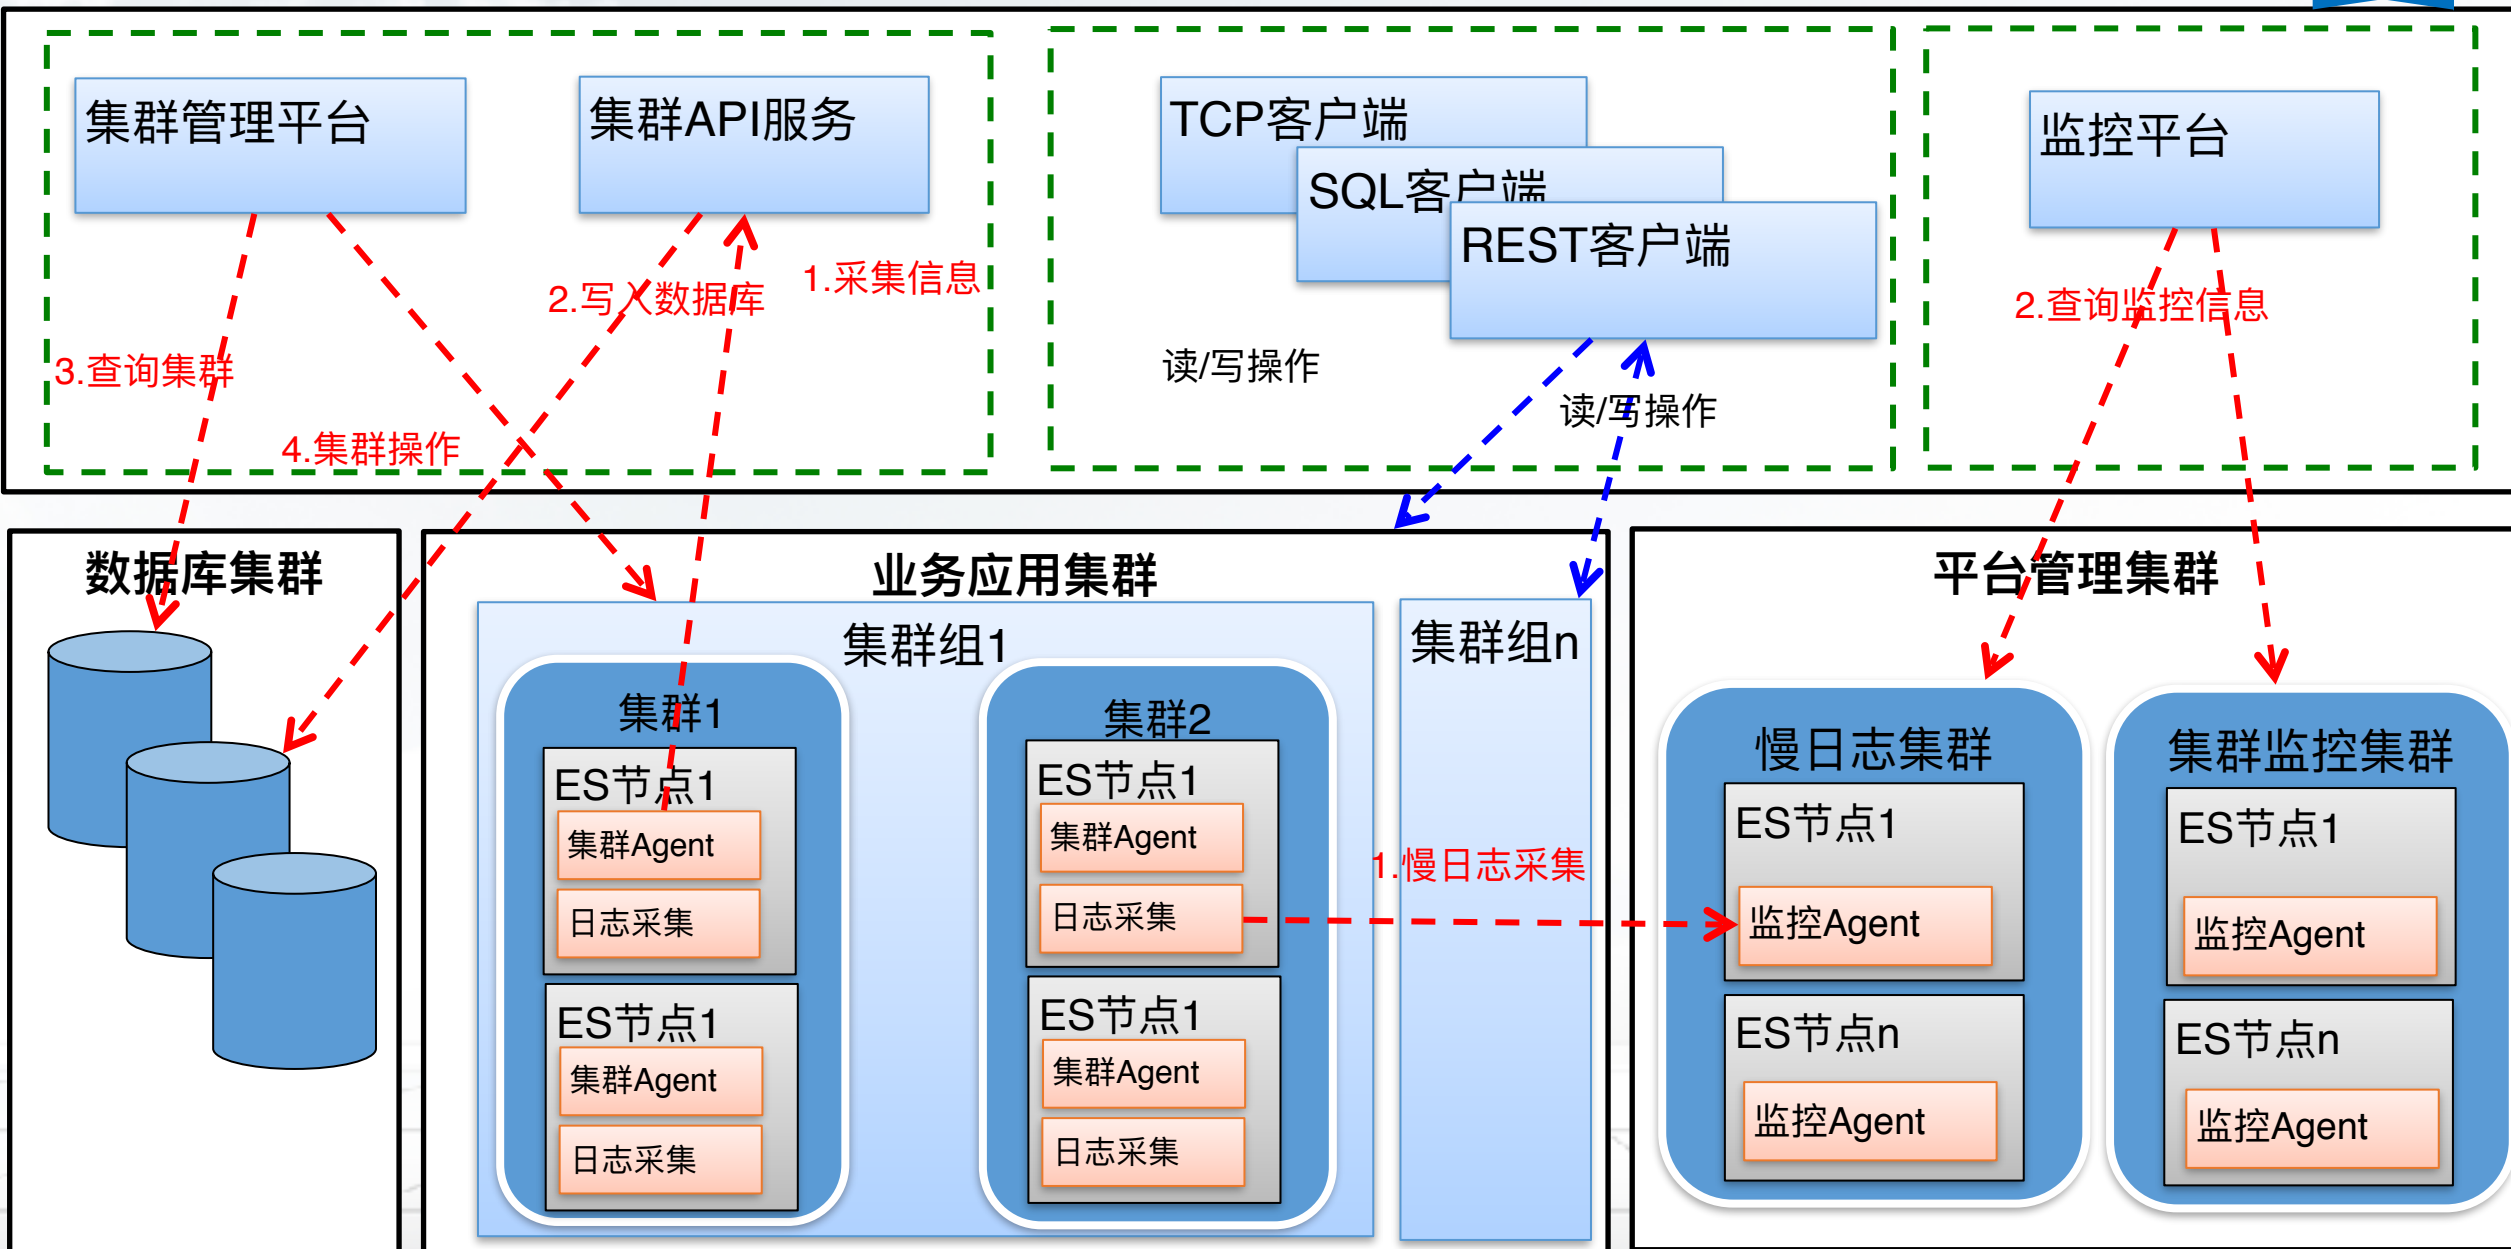 集群管理平台
集群API服务
TCP客户端
SQL客户端
REST客户端
监控平台
1.采集信息
2.写入数据库
3.查询集群
4.集群操作
读/写操作
读/写操作
2.查询监控信息
数据库集群
业务应用集群
集群组1
集群1
ES节点1
集群Agent
日志采集
ES节点1
集群Agent
日志采集
集群2
ES节点1
集群Agent
日志采集
ES节点1
集群Agent
日志采集
集群组n
1.慢日志采集
平台管理集群
慢日志集群
ES节点1
监控Agent
ES节点n
监控Agent
集群监控集群
ES节点1
监控Agent
ES节点n
监控Agent